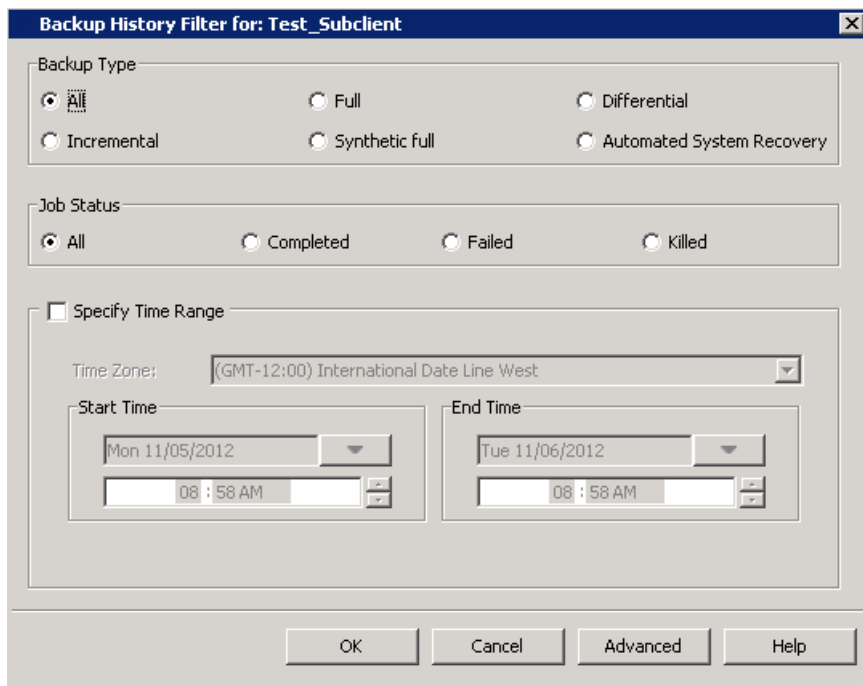 Backup History Filter for: Test_Subclient
Backup Type
All Full Differential
Incremental Synthetic full Automated System Recovery
Job Status
All Completed Failed Killed
Specify Time Range
Time Zone: (GMT-12:00) International Date Line West
Start Time End Time
Mon 11/05/2012 Tue 11/06/2012
08 : 58 AM 08 : 58 AM
OK Cancel Advanced Help